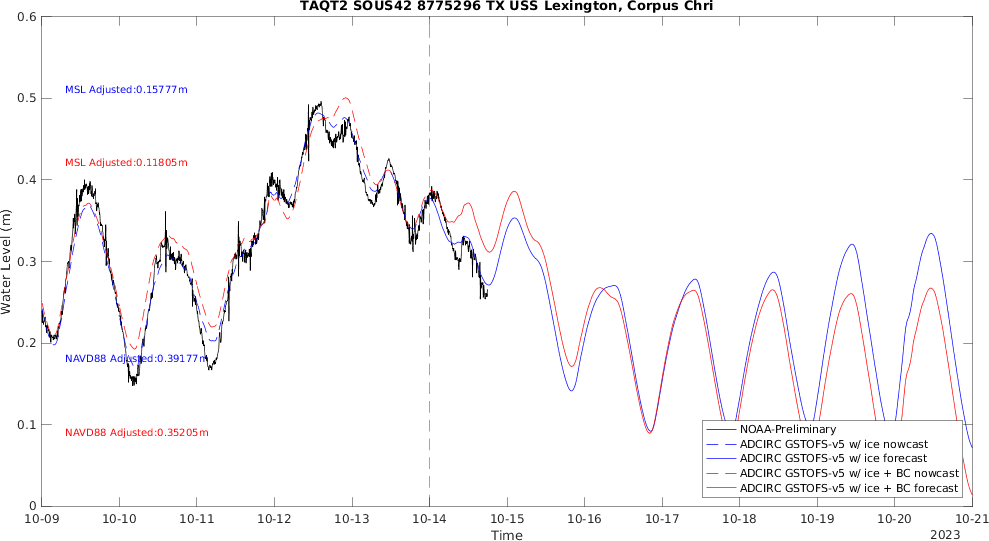 TAQT2 SOUS42 8775296 TX USS Lexington, Corpus Chri
0.6
0.5
0.4
0.3
0.2
0.1
0
Water Level (m)
MSL Adjusted:0.15777m
MSL Adjusted:0.11805m
NAVD88 Adjusted:0.39177m
NAVD88 Adjusted:0.35205m
NOAA-Preliminary
ADCIRC GSTOFS-v5 w/ ice nowcast
ADCIRC GSTOFS-v5 w/ ice forecast
ADCIRC GSTOFS-v5 w/ ice + BC nowcast
ADCIRC GSTOFS-v5 w/ ice + BC forecast
10-09 10-10 10-11 10-12 10-13 10-14 10-15 10-16 10-17 10-18 10-19 10-20 10-21
Time
2023